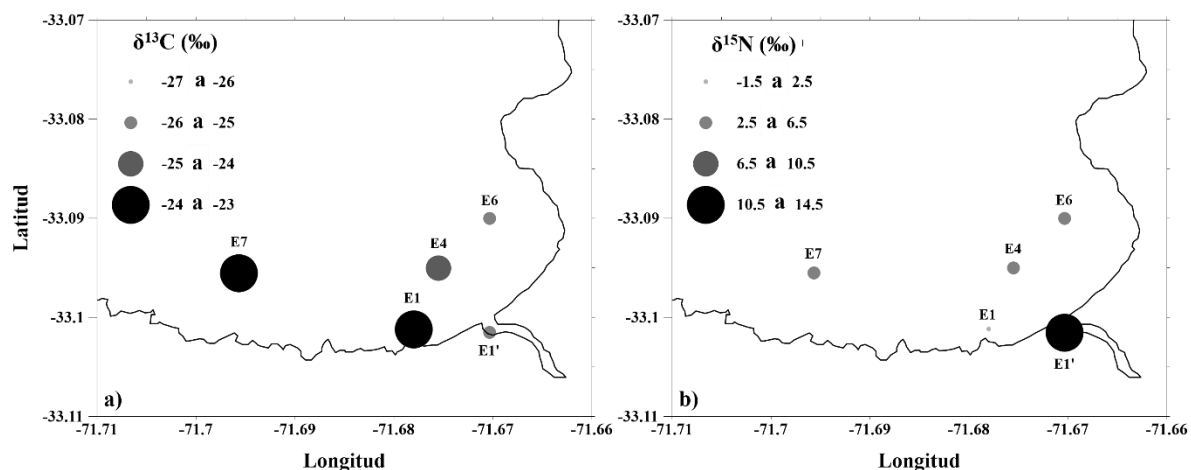 δ¹³C (‰)
-27 a -26
-26 a -25
-25 a -24
-24 a -23
E6
E7
E4
E1
E1'
a)
-33.07
-33.08
-33.09
-33.1
-33.11
Latitud
-71.71
-71.7
-71.69
-71.68
-71.67
-71.66
Longitud
δ¹⁵N (‰)
-1.5 a 2.5
2.5 a 6.5
6.5 a 10.5
10.5 a 14.5
E6
E7
E4
E1
E1'
b)
-33.07
-33.08
-33.09
-33.1
-33.11
-71.71
-71.7
-71.69
-71.68
-71.67
-71.66
Longitud